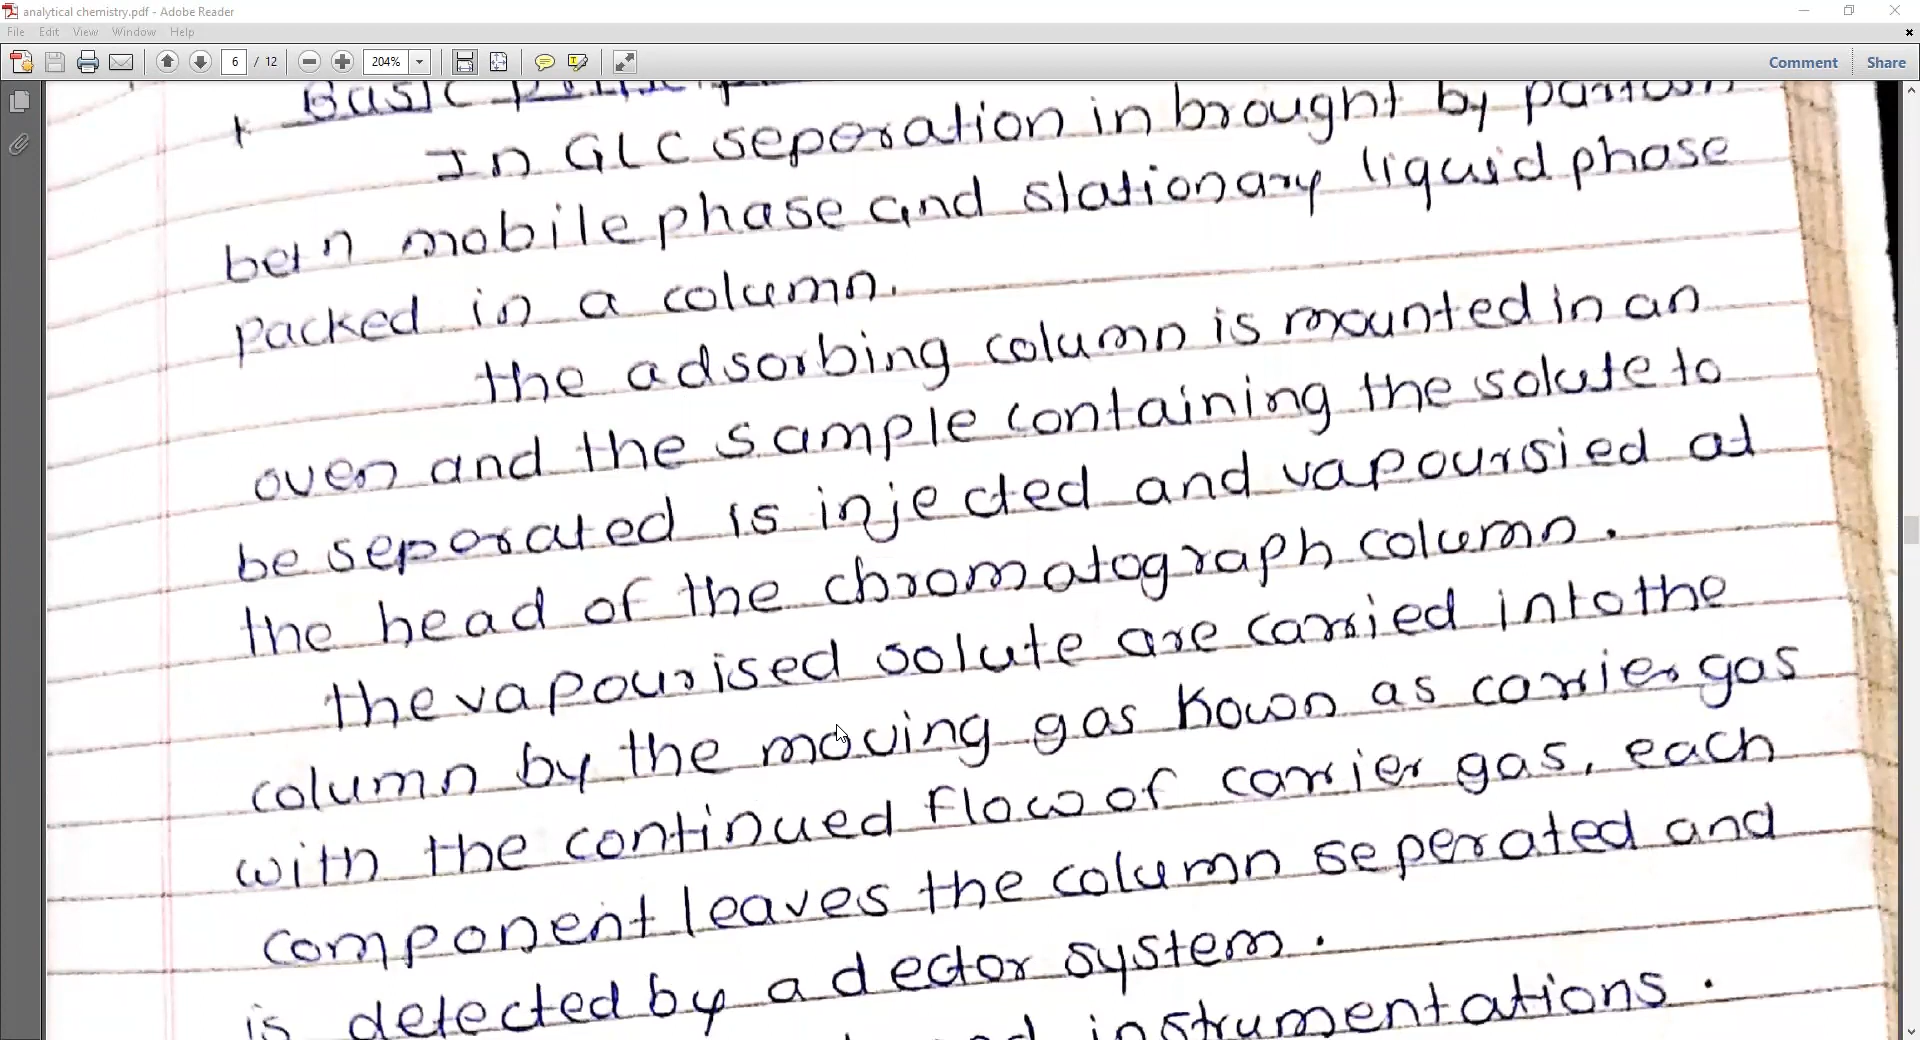 analytical chemistry.pdf - Adobe Reader
File Edit View Window Help
6 / 12 204% Comment Share
+ Basic
In GLC seperation in brought by
betn mobile phase and stationary liquid phase
packed in a column.
the adsorbing column is mounted in an
oven and the sample containing the solute to
be seperated is injected and vapoursied at
the head of the chromatograph column.
the vapourised solute are carried into the
column by the moving gas kown as carrier gas
with the continued flow of carrier gas, each
component leaves the column seperated and
is detected by a dector system.
instrumentations.